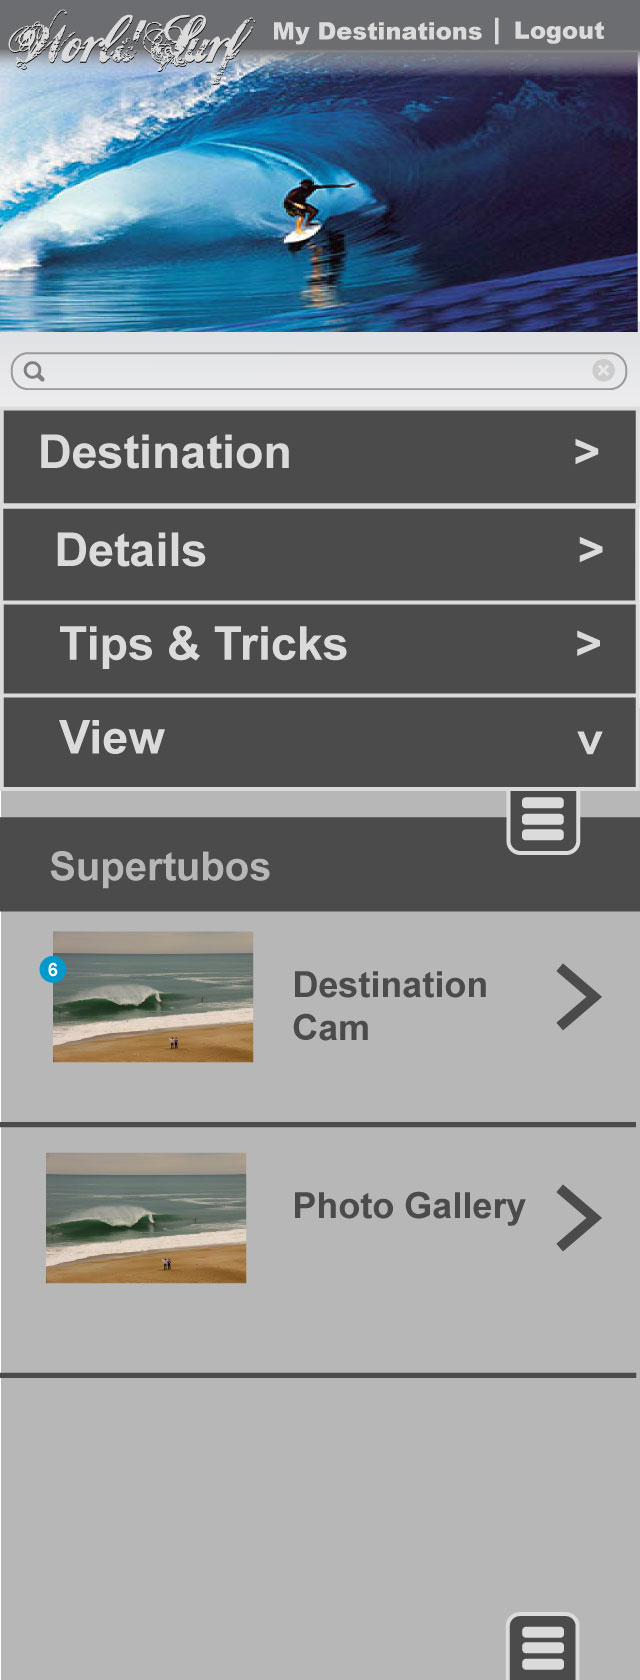 World Surf
My Destinations | Logout
Destination >
Details >
Tips & Tricks >
View v
Supertubos
6
Destination
Cam
Photo Gallery